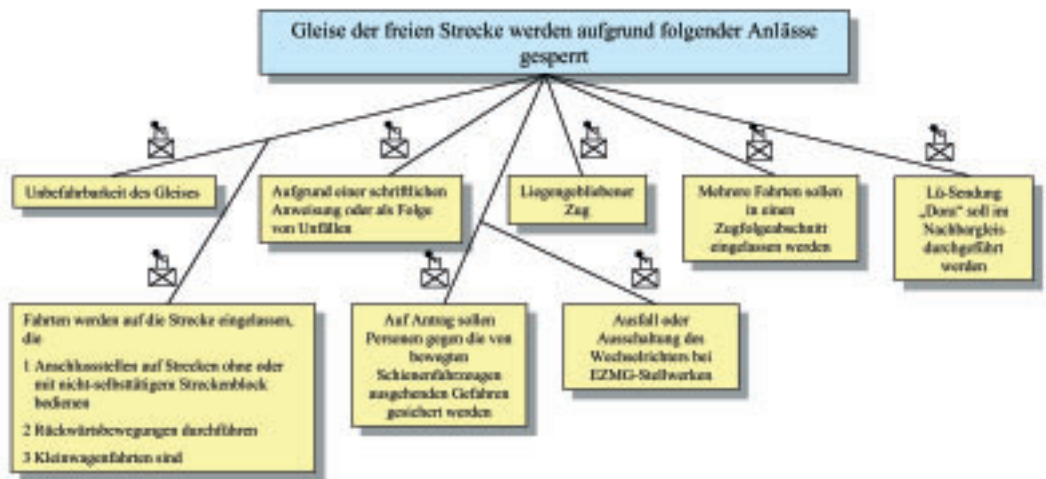 Gleise der freien Strecke werden aufgrund folgender Anlässe
gesperrt
Unbefahrbarkeit des Gleises
Aufgrund einer schriftlichen
Anweisung oder als Folge
von Unfällen
Liegengebliebener
Zug
Mehrere Fahrten sollen
in einen
Zugfolgeabschnitt
eingelassen werden
Lü-Sendung
„Dora“ soll im
Nachbargleis
durchgeführt
werden
Fahrten werden auf die Strecke eingelassen,
die
1 Anschlussstellen auf Strecken ohne oder
mit nicht-selbsttätigem Streckenblock
bedienen
2 Rückwärtsbewegungen durchführen
3 Kleinwagenfahrten sind
Auf Antrag sollen
Personen gegen die von
bewegten
Schienenfahrzeugen
ausgehenden Gefahren
gesichert werden
Ausfall oder
Ausschaltung des
Wechselrichters bei
EZMG-Stellwerken